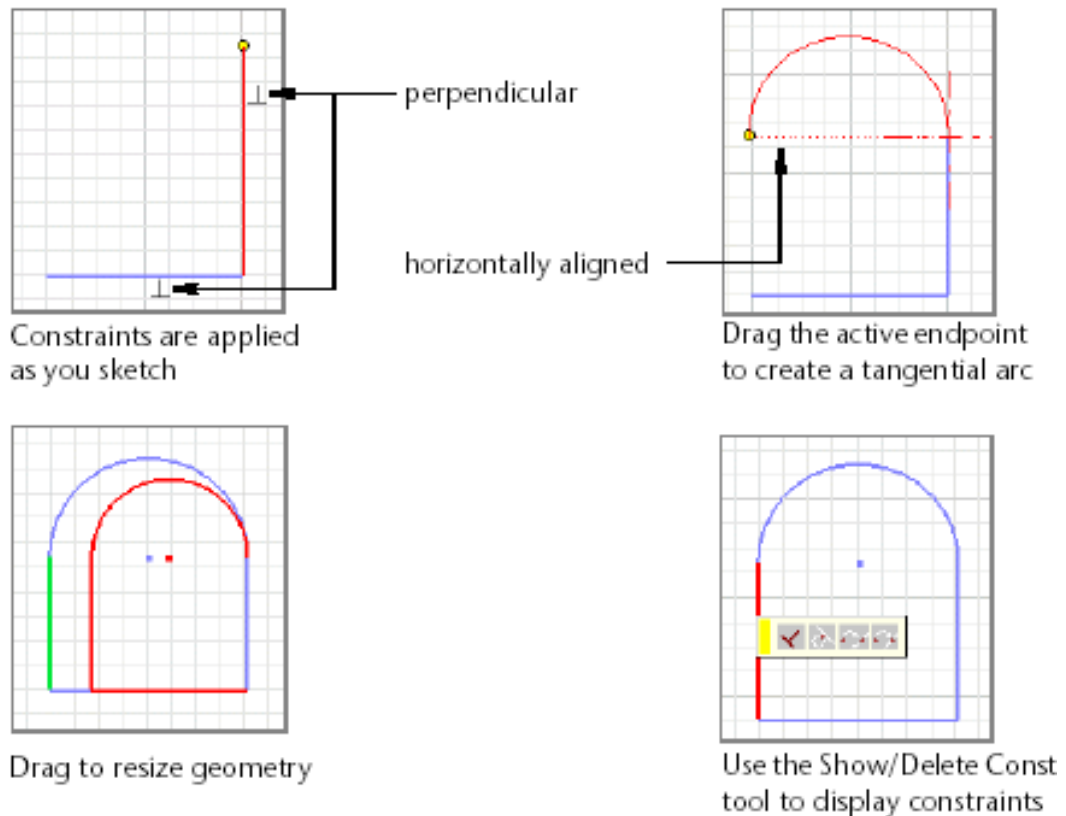 perpendicular
horizontally aligned
Constraints are applied
as you sketch
Drag the active endpoint
to create a tangential arc
Drag to resize geometry
Use the Show/Delete Const
tool to display constraints